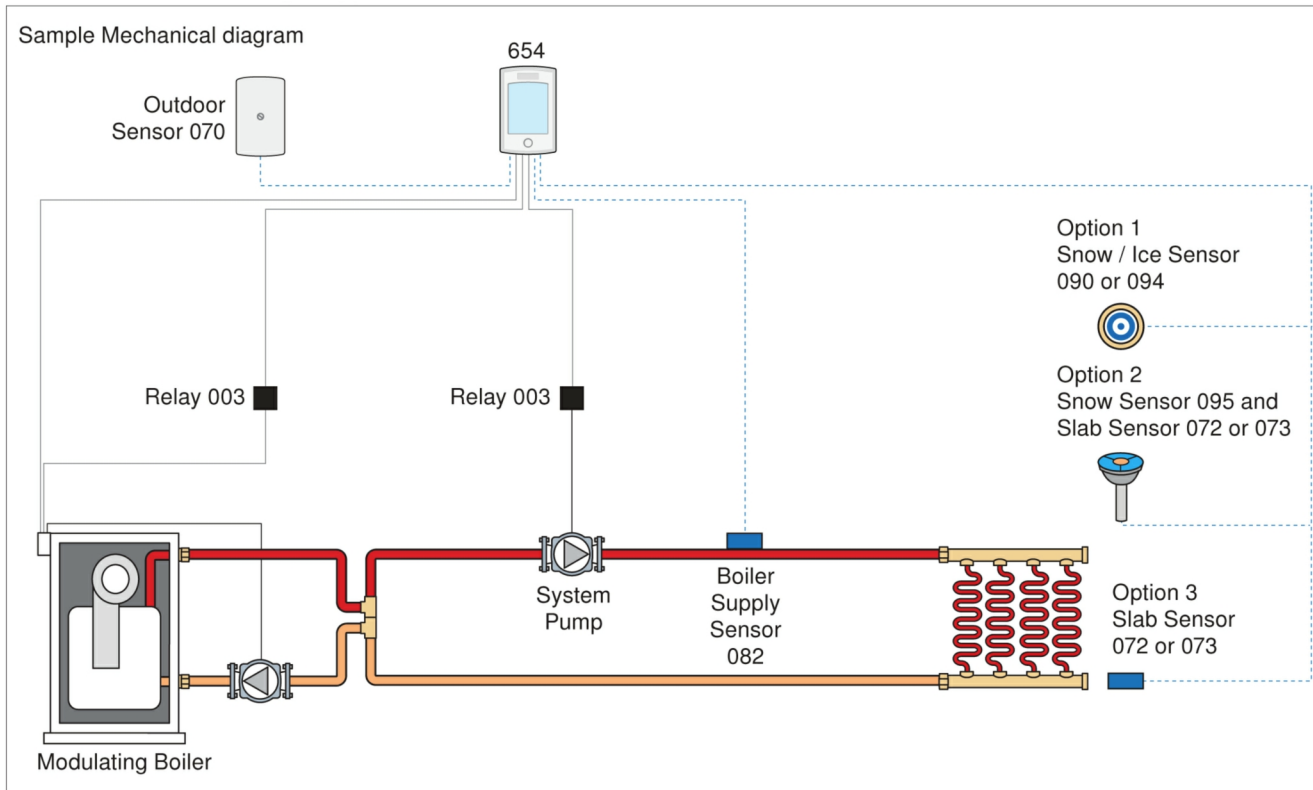 Sample Mechanical diagram
654
Outdoor
Sensor 070
Option 1
Snow / Ice Sensor
090 or 094
Relay 003
Relay 003
Option 2
Snow Sensor 095 and
Slab Sensor 072 or 073
System
Pump
Boiler
Supply
Sensor
082
Option 3
Slab Sensor
072 or 073
Modulating Boiler